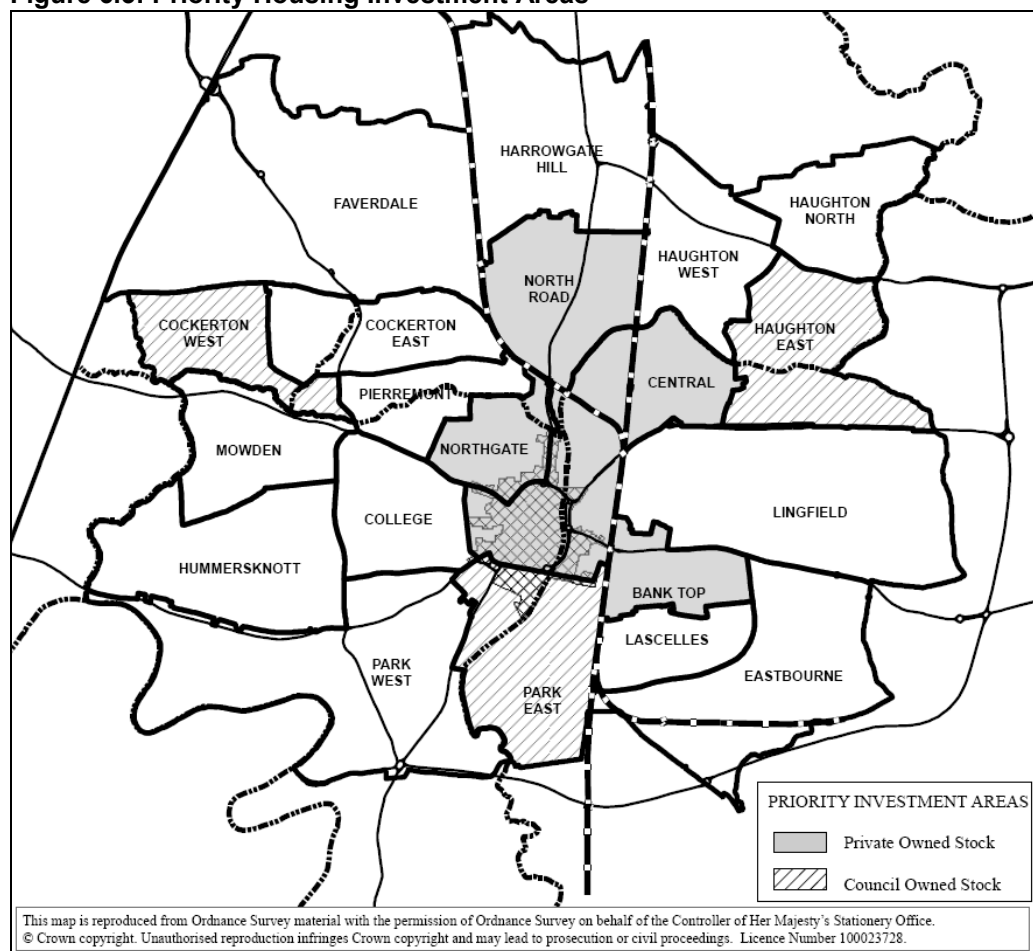 Figure 6.3: Priority Housing Investment Areas
HARROWGATE
HILL
FAVERDALE
HAUGHTON
NORTH
HAUGHTON
WEST
NORTH
ROAD
COCKERTON
WEST
COCKERTON
EAST
HAUGHTON
EAST
CENTRAL
PIERREMONT
NORTHGATE
MOWDEN
LINGFIELD
COLLEGE
HUMMERSKNOTT
BANK TOP
LASCELLES
PARK
WEST
EASTBOURNE
PARK
EAST
PRIORITY INVESTMENT AREAS
Private Owned Stock
Council Owned Stock
This map is reproduced from Ordnance Survey material with the permission of Ordnance Survey on behalf of the Controller of Her Majesty's Stationery Office.
© Crown copyright. Unauthorised reproduction infringes Crown copyright and may lead to prosecution or civil proceedings. Licence Number 100023728.